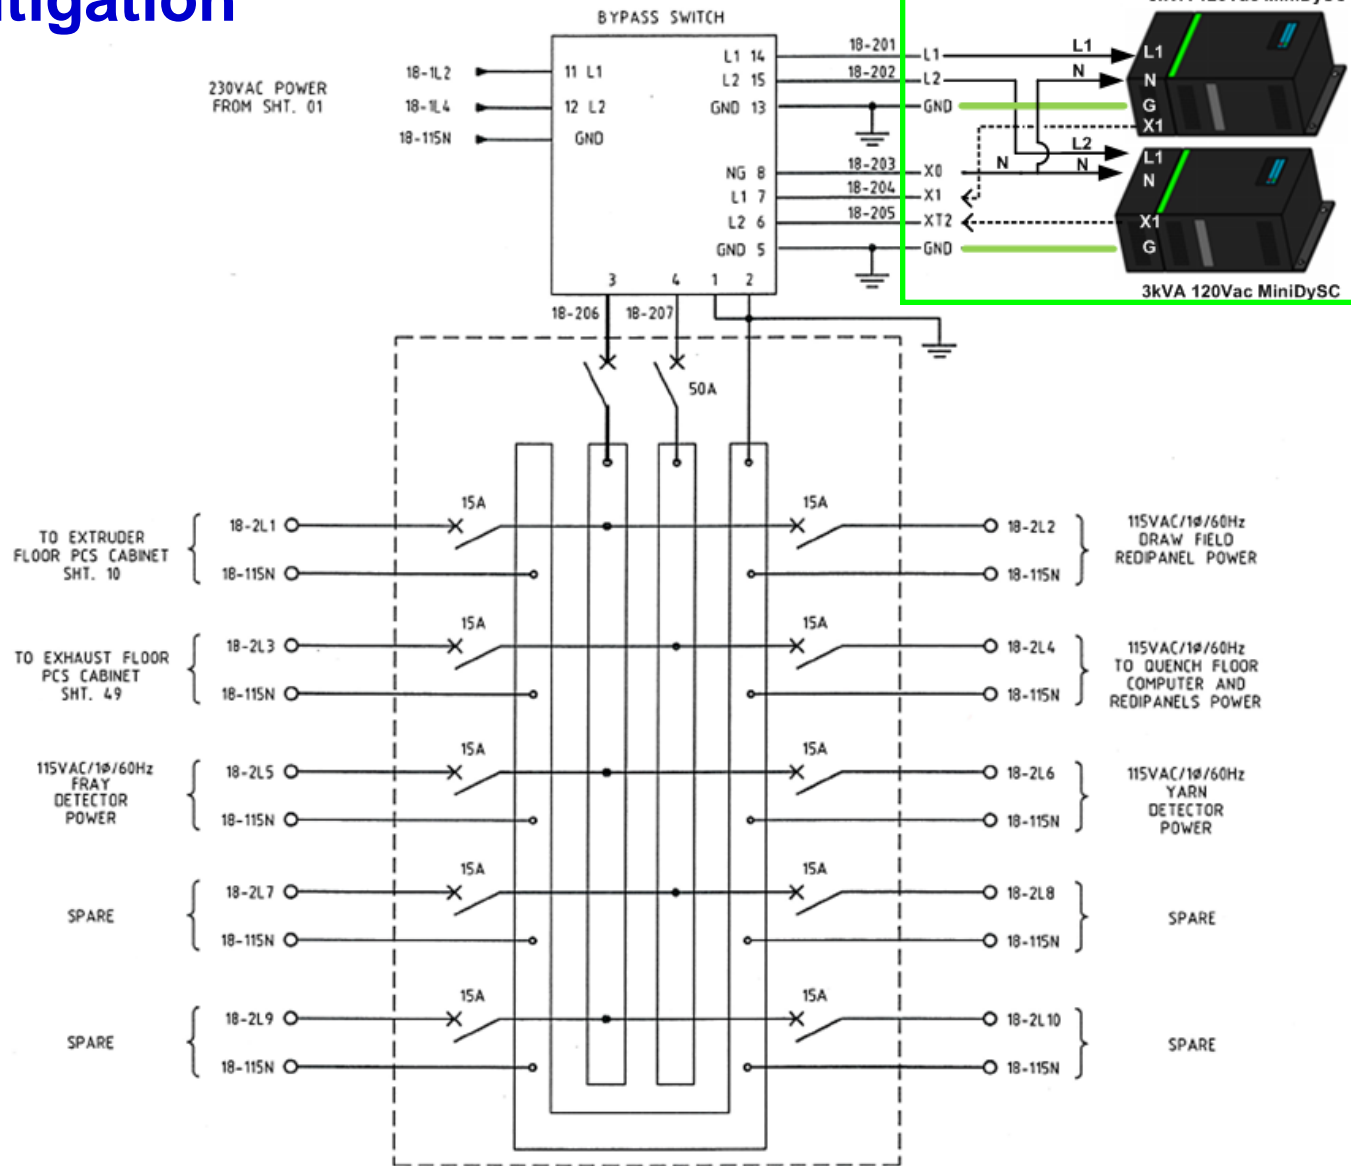 BYPASS SWITCH
230VAC POWER
FROM SHT. 01
18-1L2
18-1L4
18-115N
11 L1
12 L2
GND
L1 14
L2 15
GND 13
NG 8
L1 7
L2 6
GND 5
3
4
1
2
18-201
18-202
18-203
18-204
18-205
L1
L2
GND
X0
X1
XT2
GND
L1
N
L2
N
N
L1
N
G
X1
L1
N
X1
G
3kVA 120Vac MiniDySC
18-206
18-207
50A
TO EXTRUDER
FLOOR PCS CABINET
SHT. 10
18-2L1
18-115N
15A
15A
18-2L2
18-115N
115VAC/1ø/60Hz
DRAW FIELD
REDIPANEL POWER
TO EXHAUST FLOOR
PCS CABINET
SHT. 49
18-2L3
18-115N
15A
15A
18-2L4
18-115N
115VAC/1ø/60Hz
TO QUENCH FLOOR
COMPUTER AND
REDIPANELS POWER
115VAC/1ø/60Hz
FRAY
DETECTOR
POWER
18-2L5
18-115N
15A
15A
18-2L6
18-115N
115VAC/1ø/60Hz
YARN
DETECTOR
POWER
SPARE
18-2L7
18-115N
15A
15A
18-2L8
18-115N
SPARE
SPARE
18-2L9
18-115N
15A
15A
18-2L10
18-115N
SPARE